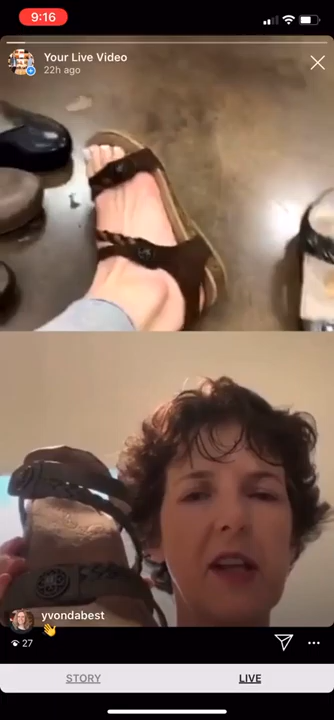 9:16
Your Live Video
22h ago
yvondabest
👋
27
STORY
LIVE